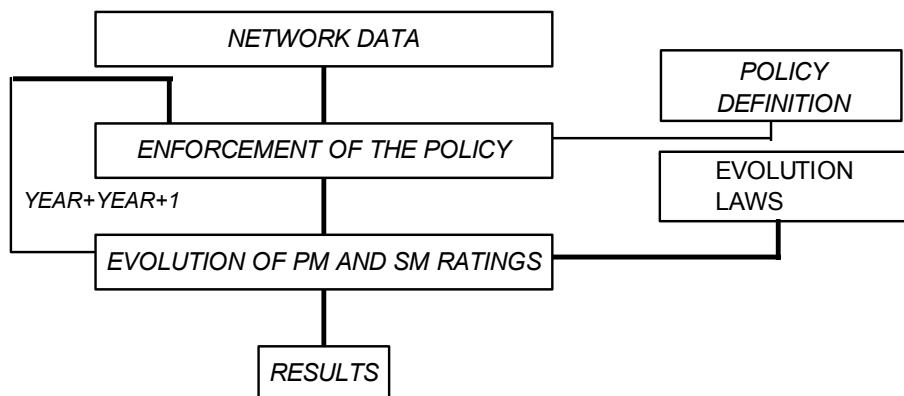 NETWORK DATA
POLICY
DEFINITION
ENFORCEMENT OF THE POLICY
EVOLUTION
LAWS
YEAR+YEAR+1
EVOLUTION OF PM AND SM RATINGS
RESULTS